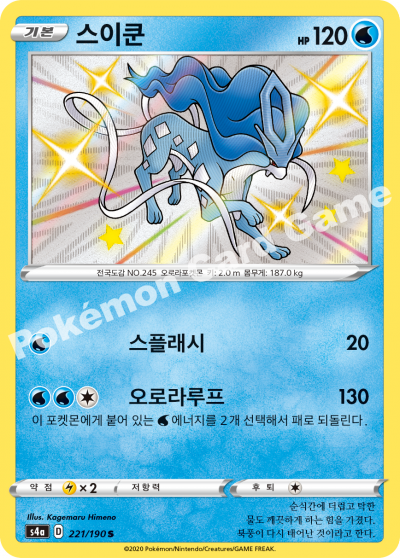 기본 스이쿤 HP 120
전국도감 NO.245 오로라포켓몬 키: 2.0 m 몸무게: 187.0 kg
Pokémon Card Game
스플래시 20
오로라루프 130
이 포켓몬에게 붙어 있는 에너지를 2개 선택해서 패로 되돌린다.
약점 ×2 저항력 후퇴
Illus. Kagemaru Himeno
순식간에 더럽고 탁한
물도 깨끗하게 하는 힘을 가졌다.
북풍이 다시 태어난 것이라고 한다.
s4a D 221/190 S
©2020 Pokémon/Nintendo/Creatures/GAME FREAK.